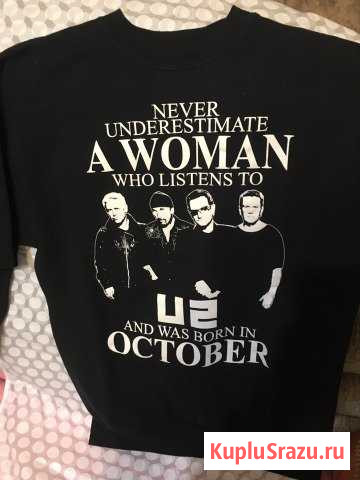 NEVER
UNDERESTIMATE
A WOMAN
WHO LISTENS TO
U2
AND WAS BORN IN
OCTOBER
KupluSrazu.ru